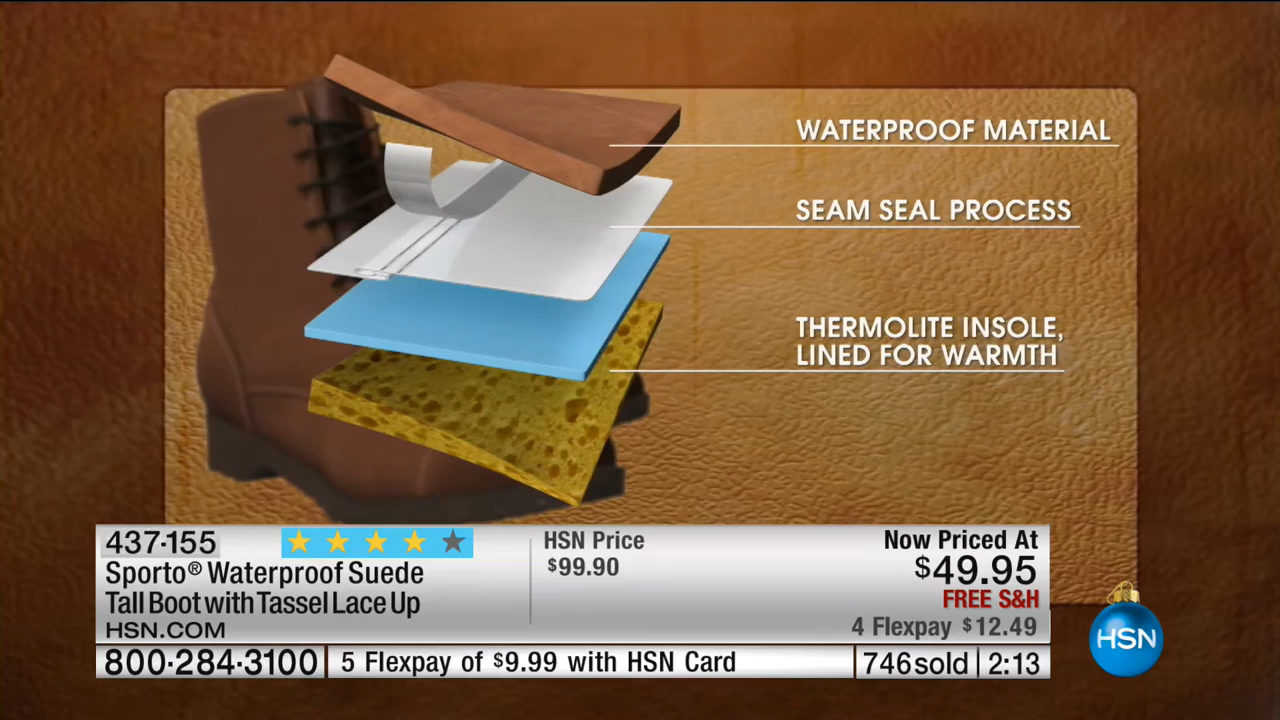 WATERPROOF MATERIAL
SEAM SEAL PROCESS
THERMOLITE INSOLE,
LINED FOR WARMTH
437·155
Sporto® Waterproof Suede
Tall Boot with Tassel Lace Up
HSN.COM
HSN Price
$99.90
Now Priced At
$49.95
FREE S&H
4 Flexpay $12.49
HSN
800·284·3100
5 Flexpay of $9.99 with HSN Card
746 sold
2:13